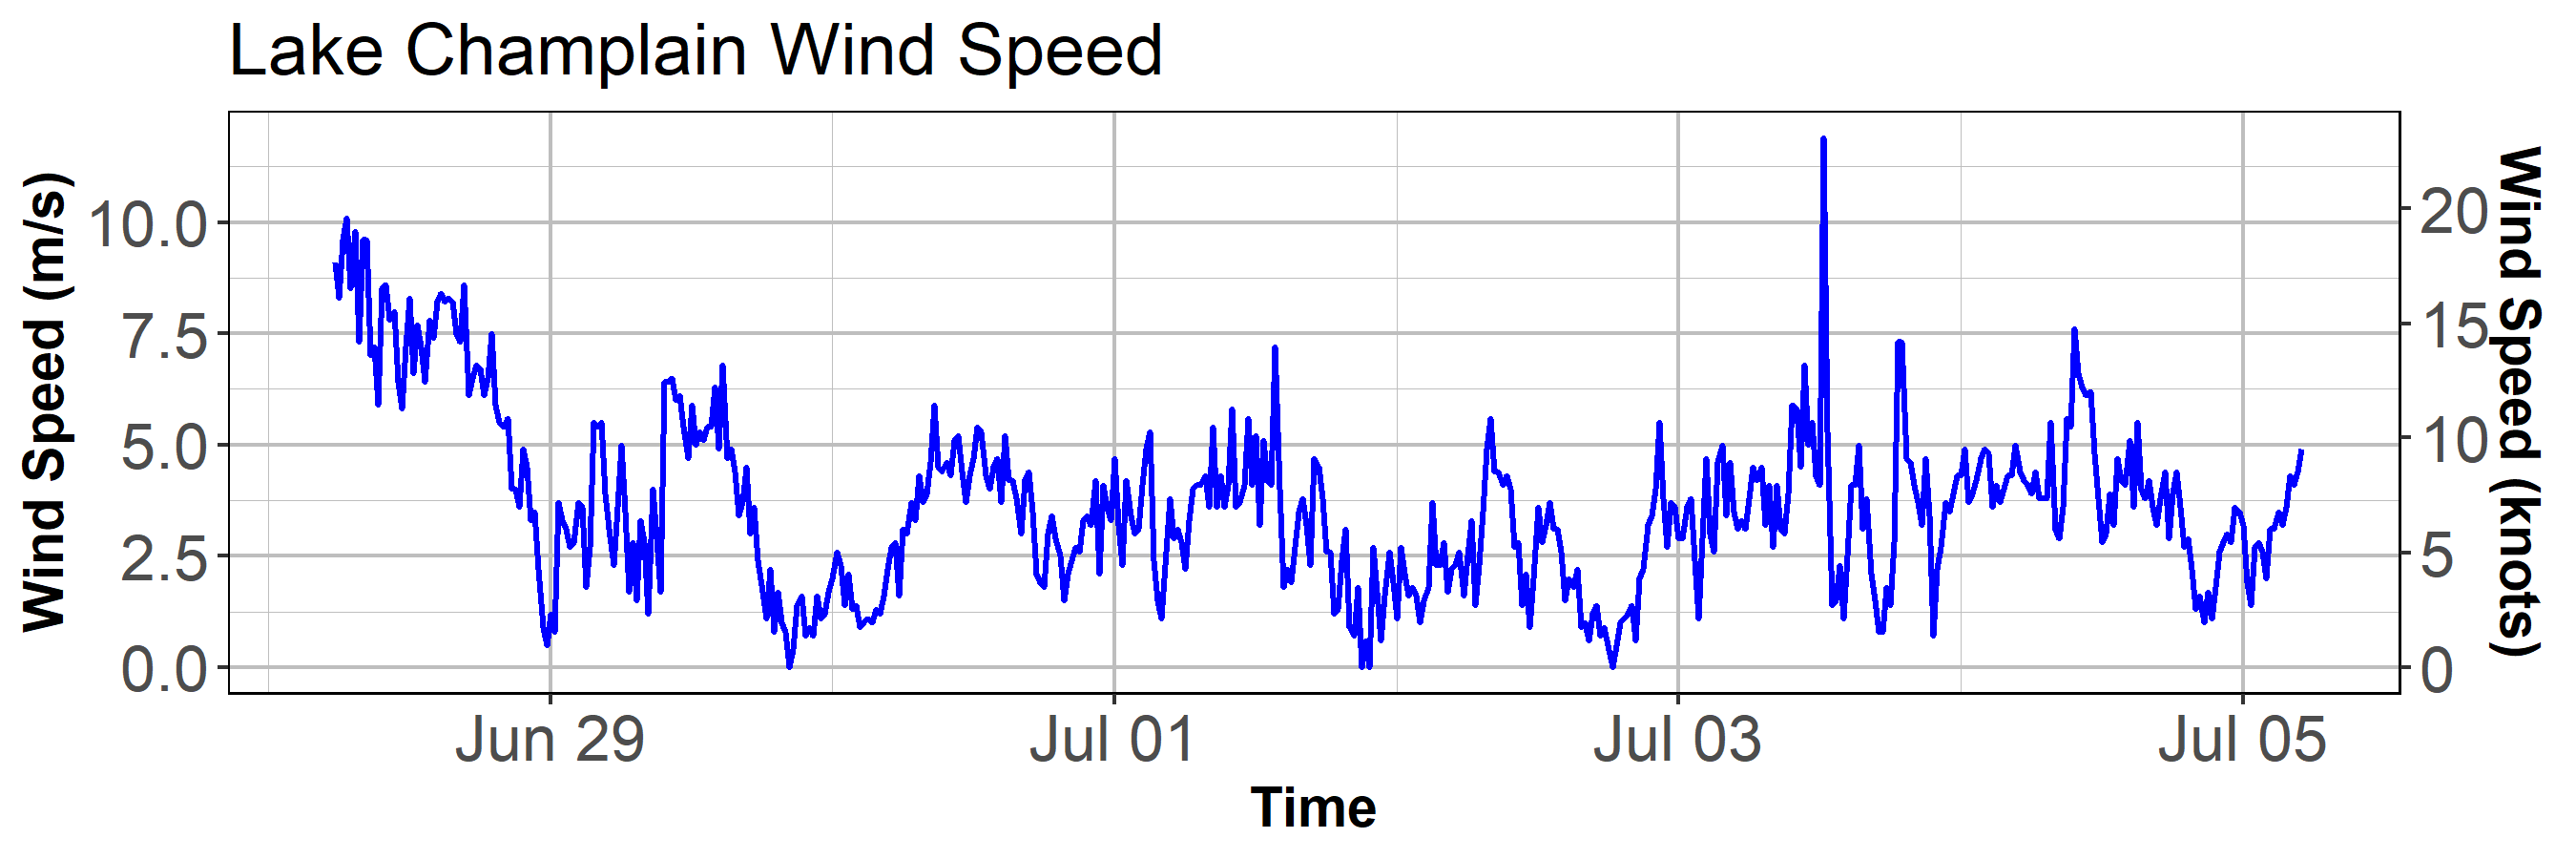 Lake Champlain Wind Speed
Wind Speed (m/s)
10.0
7.5
5.0
2.5
0.0
20
15
10
5
0
Wind Speed (knots)
Jun 29
Jul 01
Jul 03
Jul 05
Time